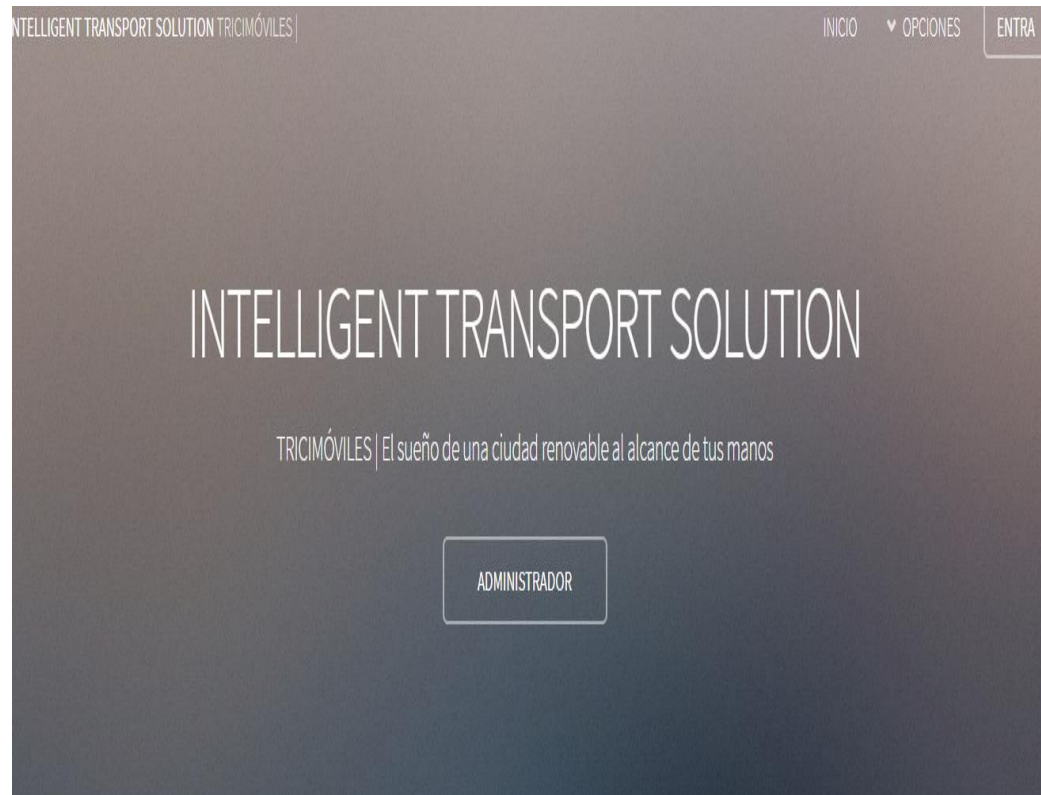 NTELLIGENT TRANSPORT SOLUTION TRICIMÓVILES | INICIO OPCIONES ENTRA
INTELLIGENT TRANSPORT SOLUTION
TRICIMÓVILES | El sueño de una ciudad renovable al alcance de tus manos
ADMINISTRADOR